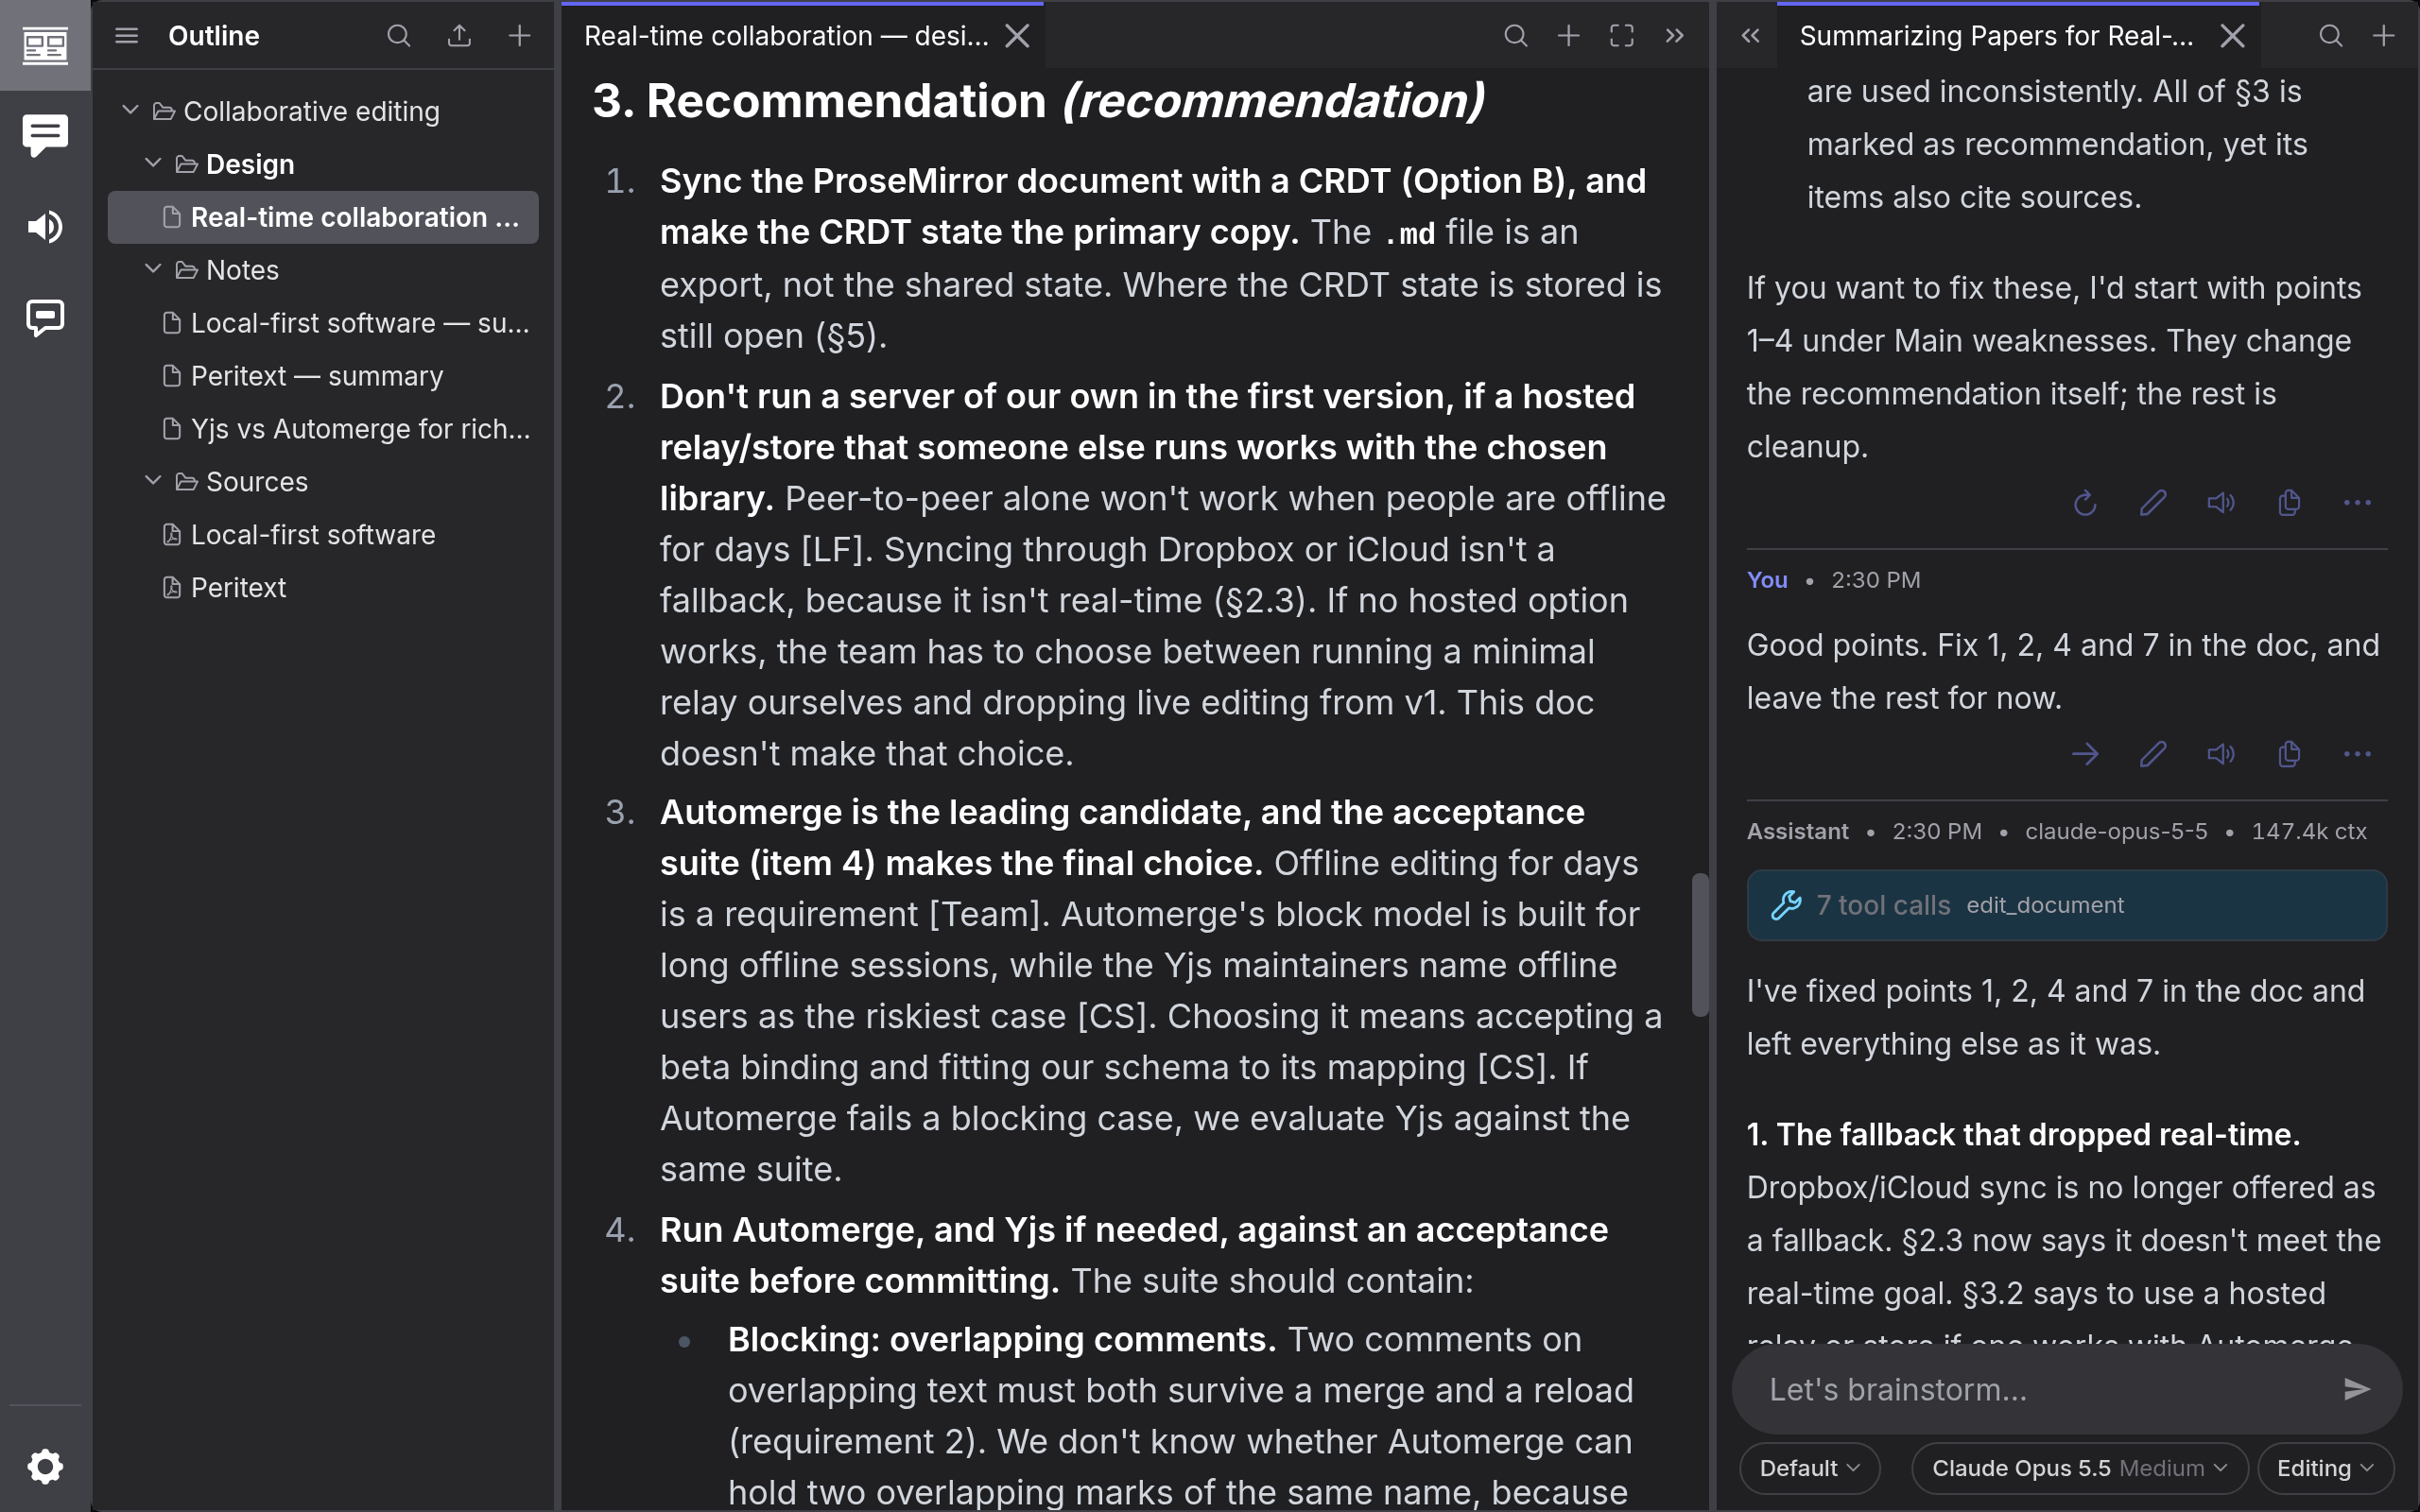 Outline
Collaborative editing
Design
Real-time collaboration ...
Notes
Local-first software — su...
Peritext — summary
Yjs vs Automerge for rich...
Sources
Local-first software
Peritext
Real-time collaboration — desi...
3. Recommendation (recommendation)
1. Sync the ProseMirror document with a CRDT (Option B), and
make the CRDT state the primary copy. The .md file is an
export, not the shared state. Where the CRDT state is stored is
still open (§5).
2. Don't run a server of our own in the first version, if a hosted
relay/store that someone else runs works with the chosen
library. Peer-to-peer alone won't work when people are offline
for days [LF]. Syncing through Dropbox or iCloud isn't a
fallback, because it isn't real-time (§2.3). If no hosted option
works, the team has to choose between running a minimal
relay ourselves and dropping live editing from v1. This doc
doesn't make that choice.
3. Automerge is the leading candidate, and the acceptance
suite (item 4) makes the final choice. Offline editing for days
is a requirement [Team]. Automerge's block model is built for
long offline sessions, while the Yjs maintainers name offline
users as the riskiest case [CS]. Choosing it means accepting a
beta binding and fitting our schema to its mapping [CS]. If
Automerge fails a blocking case, we evaluate Yjs against the
same suite.
4. Run Automerge, and Yjs if needed, against an acceptance
suite before committing. The suite should contain:
• Blocking: overlapping comments. Two comments on
overlapping text must both survive a merge and a reload
(requirement 2). We don't know whether Automerge can
hold two overlapping marks of the same name, because
Summarizing Papers for Real-...
are used inconsistently. All of §3 is
marked as recommendation, yet its
items also cite sources.
If you want to fix these, I'd start with points
1–4 under Main weaknesses. They change
the recommendation itself; the rest is
cleanup.
You • 2:30 PM
Good points. Fix 1, 2, 4 and 7 in the doc, and
leave the rest for now.
Assistant • 2:30 PM • claude-opus-5-5 • 147.4k ctx
7 tool calls edit_document
I've fixed points 1, 2, 4 and 7 in the doc and
left everything else as it was.
1. The fallback that dropped real-time.
Dropbox/iCloud sync is no longer offered as
a fallback. §2.3 now says it doesn't meet the
real-time goal. §3.2 says to use a hosted
relay or store if one works with Automerge
Let's brainstorm...
Default
Claude Opus 5.5 Medium
Editing